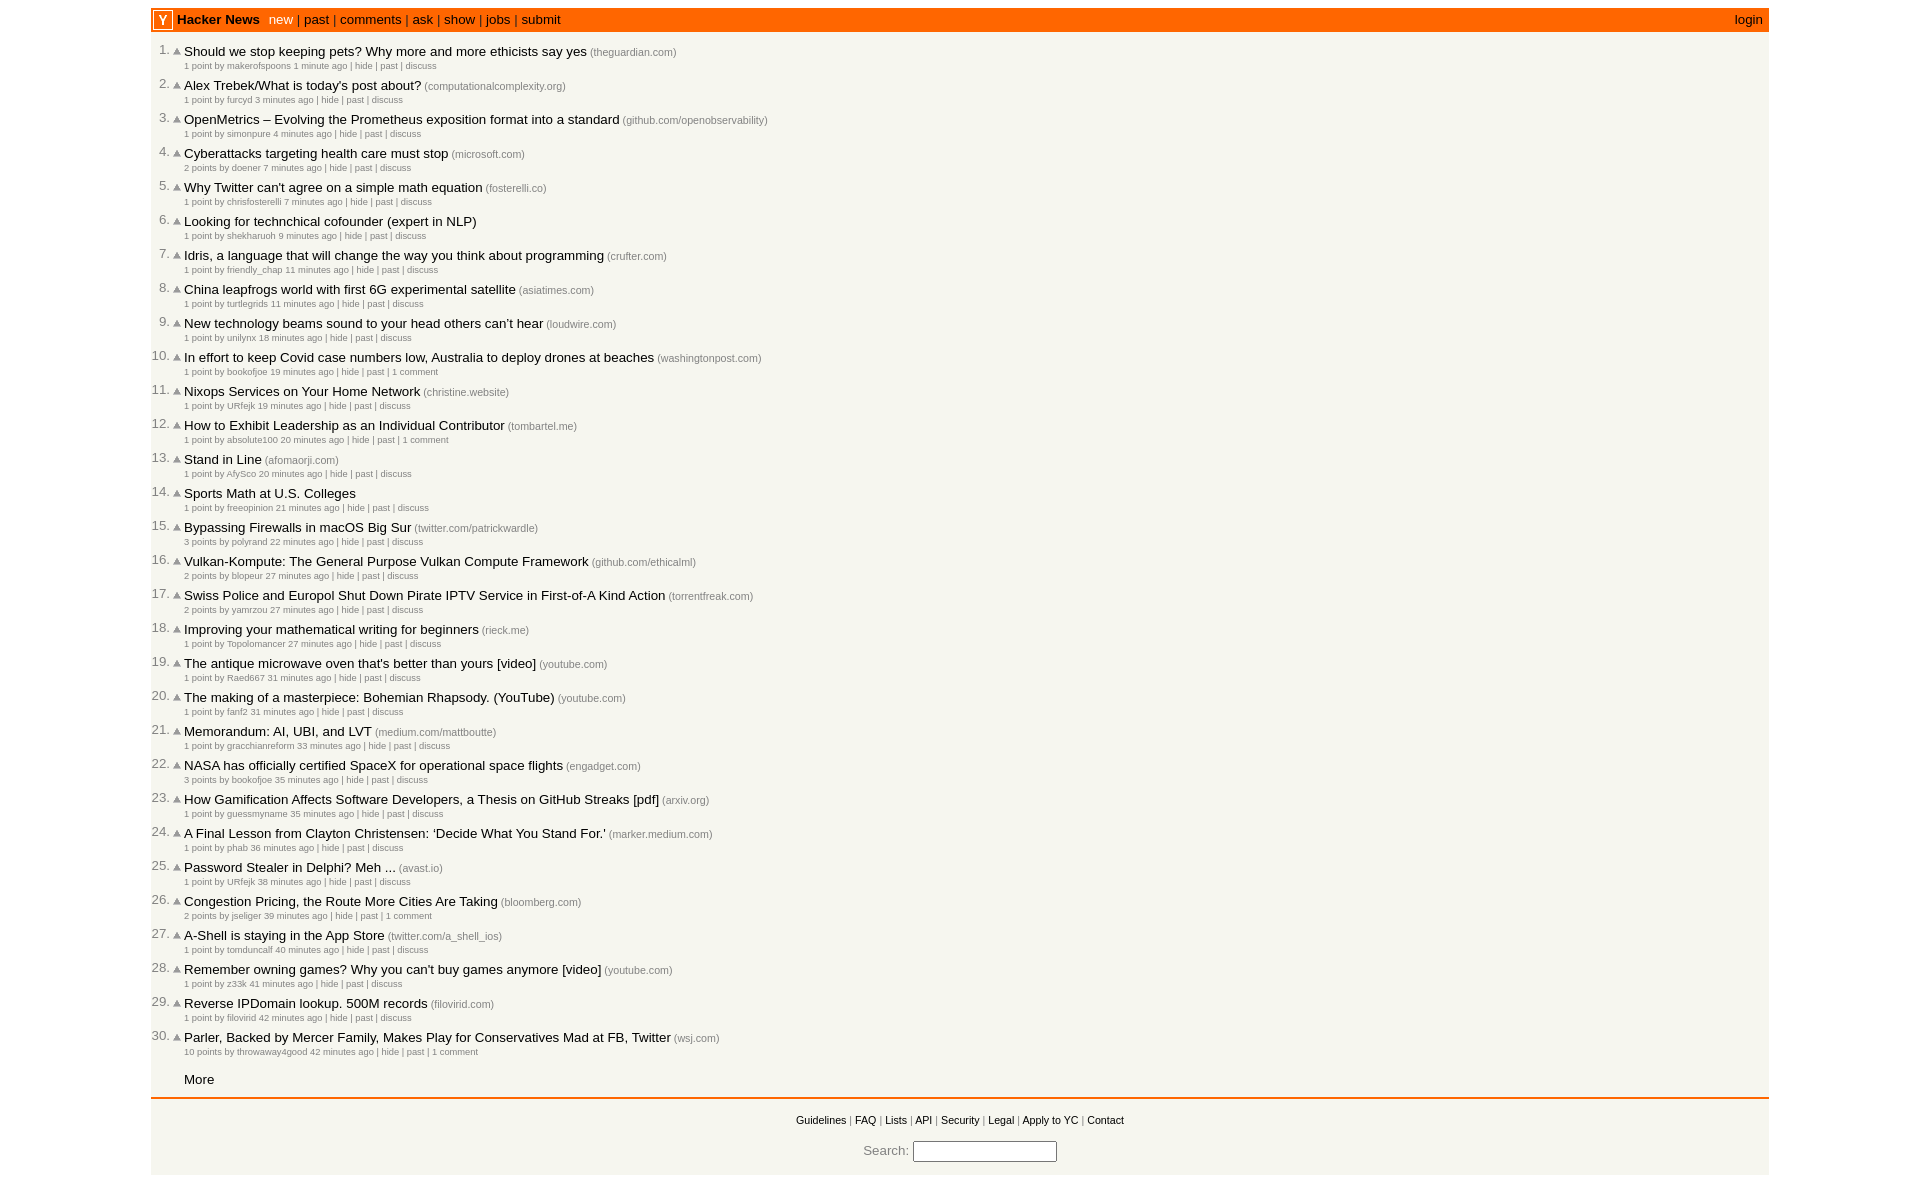 Y Hacker News new | past | comments | ask | show | jobs | submit login
1. Should we stop keeping pets? Why more and more ethicists say yes (theguardian.com)
1 point by makerofspoons 1 minute ago | hide | past | discuss
2. Alex Trebek/What is today's post about? (computationalcomplexity.org)
1 point by furcyd 3 minutes ago | hide | past | discuss
3. OpenMetrics – Evolving the Prometheus exposition format into a standard (github.com/openobservability)
1 point by simonpure 4 minutes ago | hide | past | discuss
4. Cyberattacks targeting health care must stop (microsoft.com)
2 points by doener 7 minutes ago | hide | past | discuss
5. Why Twitter can't agree on a simple math equation (fosterelli.co)
1 point by chrisfosterelli 7 minutes ago | hide | past | discuss
6. Looking for technchical cofounder (expert in NLP)
1 point by shekharuoh 9 minutes ago | hide | past | discuss
7. Idris, a language that will change the way you think about programming (crufter.com)
1 point by friendly_chap 11 minutes ago | hide | past | discuss
8. China leapfrogs world with first 6G experimental satellite (asiatimes.com)
1 point by turtlegrids 11 minutes ago | hide | past | discuss
9. New technology beams sound to your head others can’t hear (loudwire.com)
1 point by unilynx 18 minutes ago | hide | past | discuss
10. In effort to keep Covid case numbers low, Australia to deploy drones at beaches (washingtonpost.com)
1 point by bookofjoe 19 minutes ago | hide | past | 1 comment
11. Nixops Services on Your Home Network (christine.website)
1 point by URfejk 19 minutes ago | hide | past | discuss
12. How to Exhibit Leadership as an Individual Contributor (tombartel.me)
1 point by absolute100 20 minutes ago | hide | past | 1 comment
13. Stand in Line (afomaorji.com)
1 point by AfySco 20 minutes ago | hide | past | discuss
14. Sports Math at U.S. Colleges
1 point by freeopinion 21 minutes ago | hide | past | discuss
15. Bypassing Firewalls in macOS Big Sur (twitter.com/patrickwardle)
3 points by polyrand 22 minutes ago | hide | past | discuss
16. Vulkan-Kompute: The General Purpose Vulkan Compute Framework (github.com/ethicalml)
2 points by blopeur 27 minutes ago | hide | past | discuss
17. Swiss Police and Europol Shut Down Pirate IPTV Service in First-of-A Kind Action (torrentfreak.com)
2 points by yamrzou 27 minutes ago | hide | past | discuss
18. Improving your mathematical writing for beginners (rieck.me)
1 point by Topolomancer 27 minutes ago | hide | past | discuss
19. The antique microwave oven that's better than yours [video] (youtube.com)
1 point by Raed667 31 minutes ago | hide | past | discuss
20. The making of a masterpiece: Bohemian Rhapsody. (YouTube) (youtube.com)
1 point by fanf2 31 minutes ago | hide | past | discuss
21. Memorandum: AI, UBI, and LVT (medium.com/mattboutte)
1 point by gracchianreform 33 minutes ago | hide | past | discuss
22. NASA has officially certified SpaceX for operational space flights (engadget.com)
3 points by bookofjoe 35 minutes ago | hide | past | discuss
23. How Gamification Affects Software Developers, a Thesis on GitHub Streaks [pdf] (arxiv.org)
1 point by guessmyname 35 minutes ago | hide | past | discuss
24. A Final Lesson from Clayton Christensen: ‘Decide What You Stand For.’ (marker.medium.com)
1 point by phab 36 minutes ago | hide | past | discuss
25. Password Stealer in Delphi? Meh ... (avast.io)
1 point by URfejk 38 minutes ago | hide | past | discuss
26. Congestion Pricing, the Route More Cities Are Taking (bloomberg.com)
2 points by jseliger 39 minutes ago | hide | past | 1 comment
27. A-Shell is staying in the App Store (twitter.com/a_shell_ios)
1 point by tomduncalf 40 minutes ago | hide | past | discuss
28. Remember owning games? Why you can't buy games anymore [video] (youtube.com)
1 point by z33k 41 minutes ago | hide | past | discuss
29. Reverse IPDomain lookup. 500M records (filovirid.com)
1 point by filovirid 42 minutes ago | hide | past | discuss
30. Parler, Backed by Mercer Family, Makes Play for Conservatives Mad at FB, Twitter (wsj.com)
10 points by throwaway4good 42 minutes ago | hide | past | 1 comment
More
Guidelines | FAQ | Lists | API | Security | Legal | Apply to YC | Contact
Search: